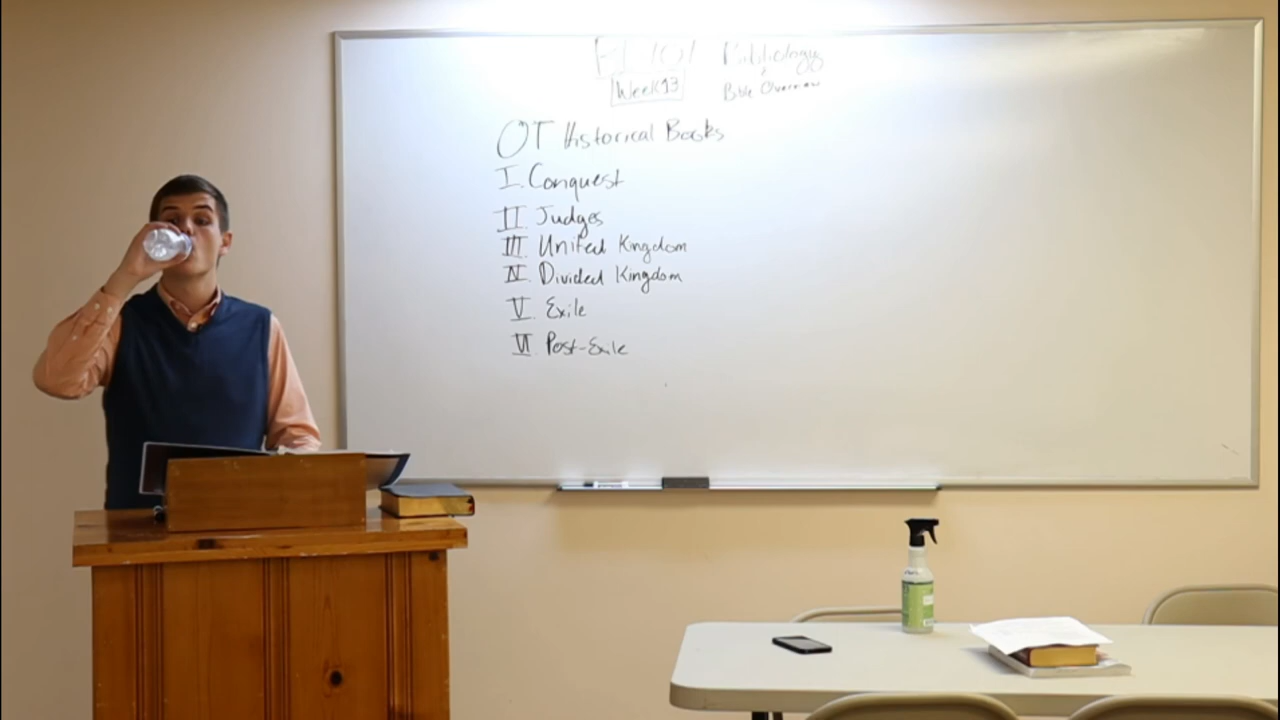 101 Bibliology
&
Week 13 Bible Overview
OT Historical Books
I. Conquest
II Judges
III United Kingdom
IV. Divided Kingdom
V. Exile
VI. Post-Exile